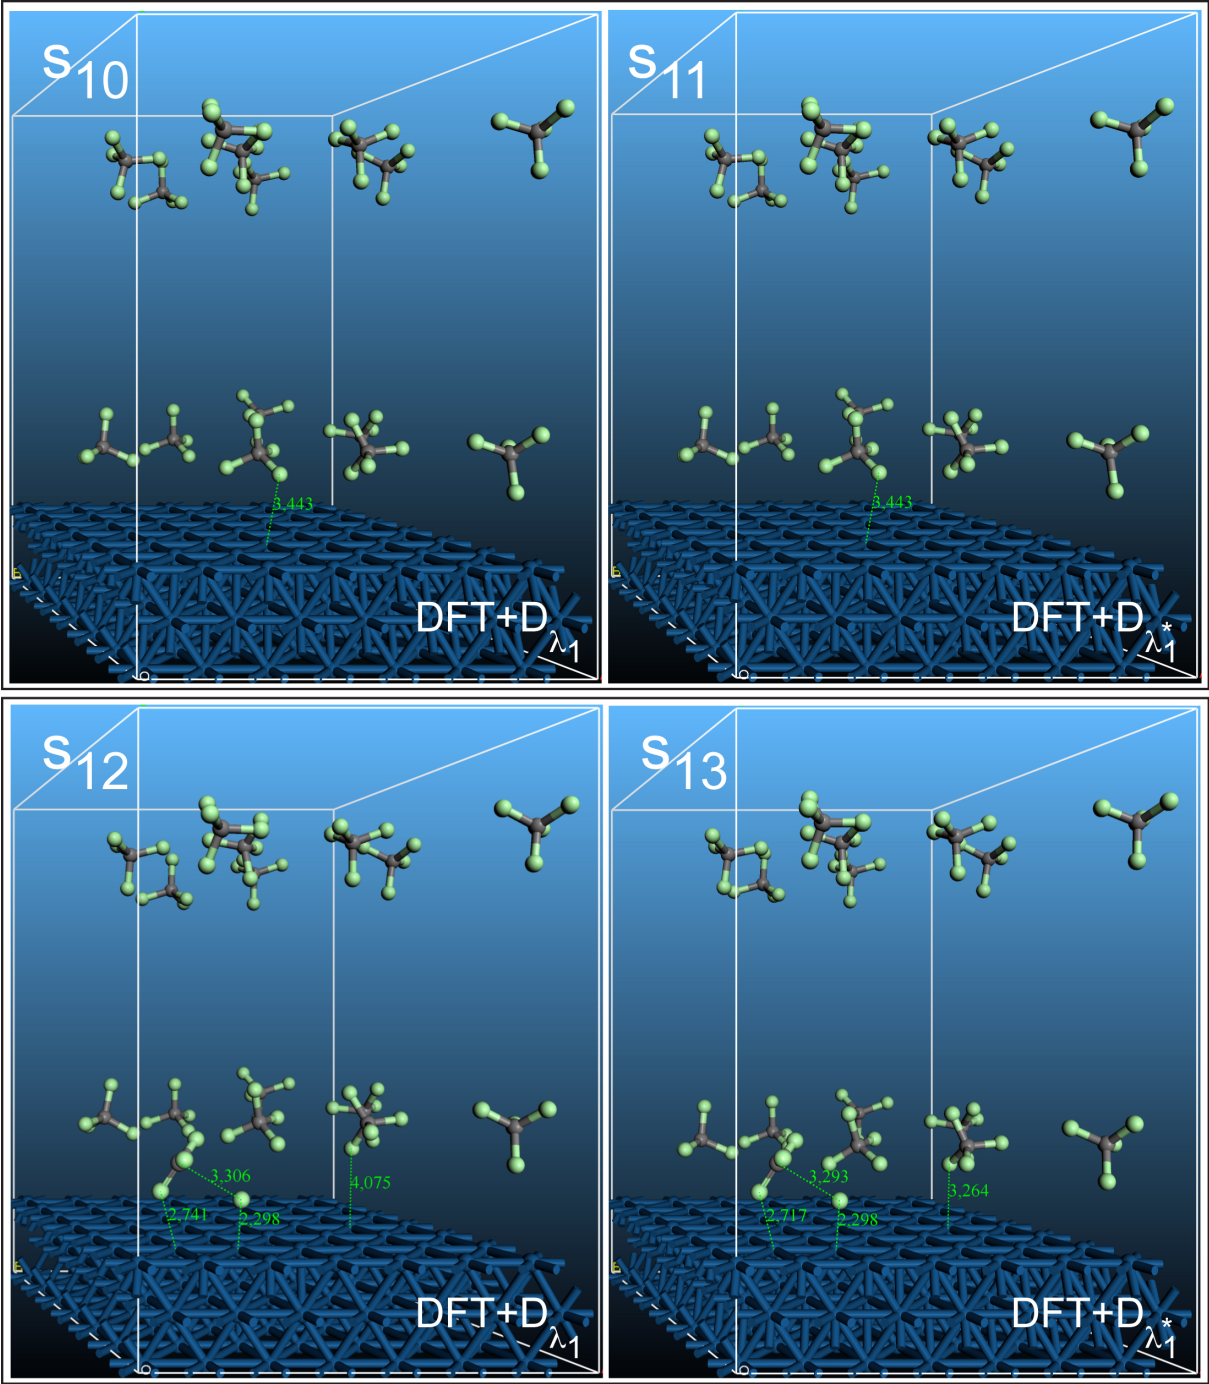 S10
S11
3,443
3,443
DFT+Dλ1
DFT+Dλ1*
S12
S13
3,306
4,075
2,741
2,298
3,293
3,264
2,717
2,298
DFT+Dλ1
DFT+Dλ1*